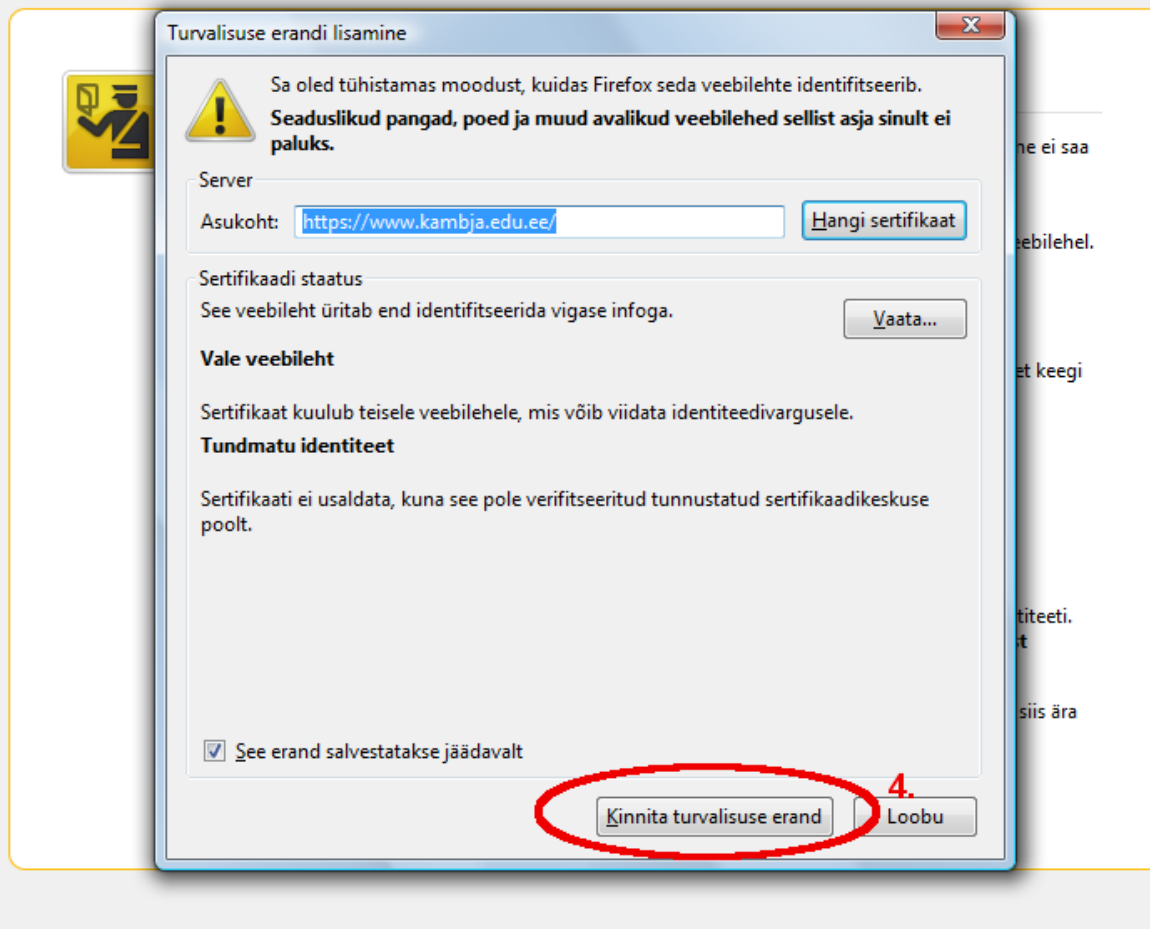 Turvalisuse erandi lisamine
Sa oled tühistamas moodust, kuidas Firefox seda veebilehte identifitseerib.
Seaduslikud pangad, poed ja muud avalikud veebilehed sellist asja sinult ei
paluks.
Server
Asukoht: https://www.kambja.edu.ee/ Hangi sertifikaat
Sertifikaadi staatus
See veebileht üritab end identifitseerida vigase infoga.
Vaata...
Vale veebileht
Sertifikaat kuulub teisele veebilehele, mis võib viidata identiteedivargusele.
Tundmatu identiteet
Sertifikaati ei usaldata, kuna see pole verifitseeritud tunnustatud sertifikaadikeskuse
poolt.
See erand salvestatakse jäädavalt
4.
Kinnita turvalisuse erand Loobu
ei saa
et keegi
siis ära